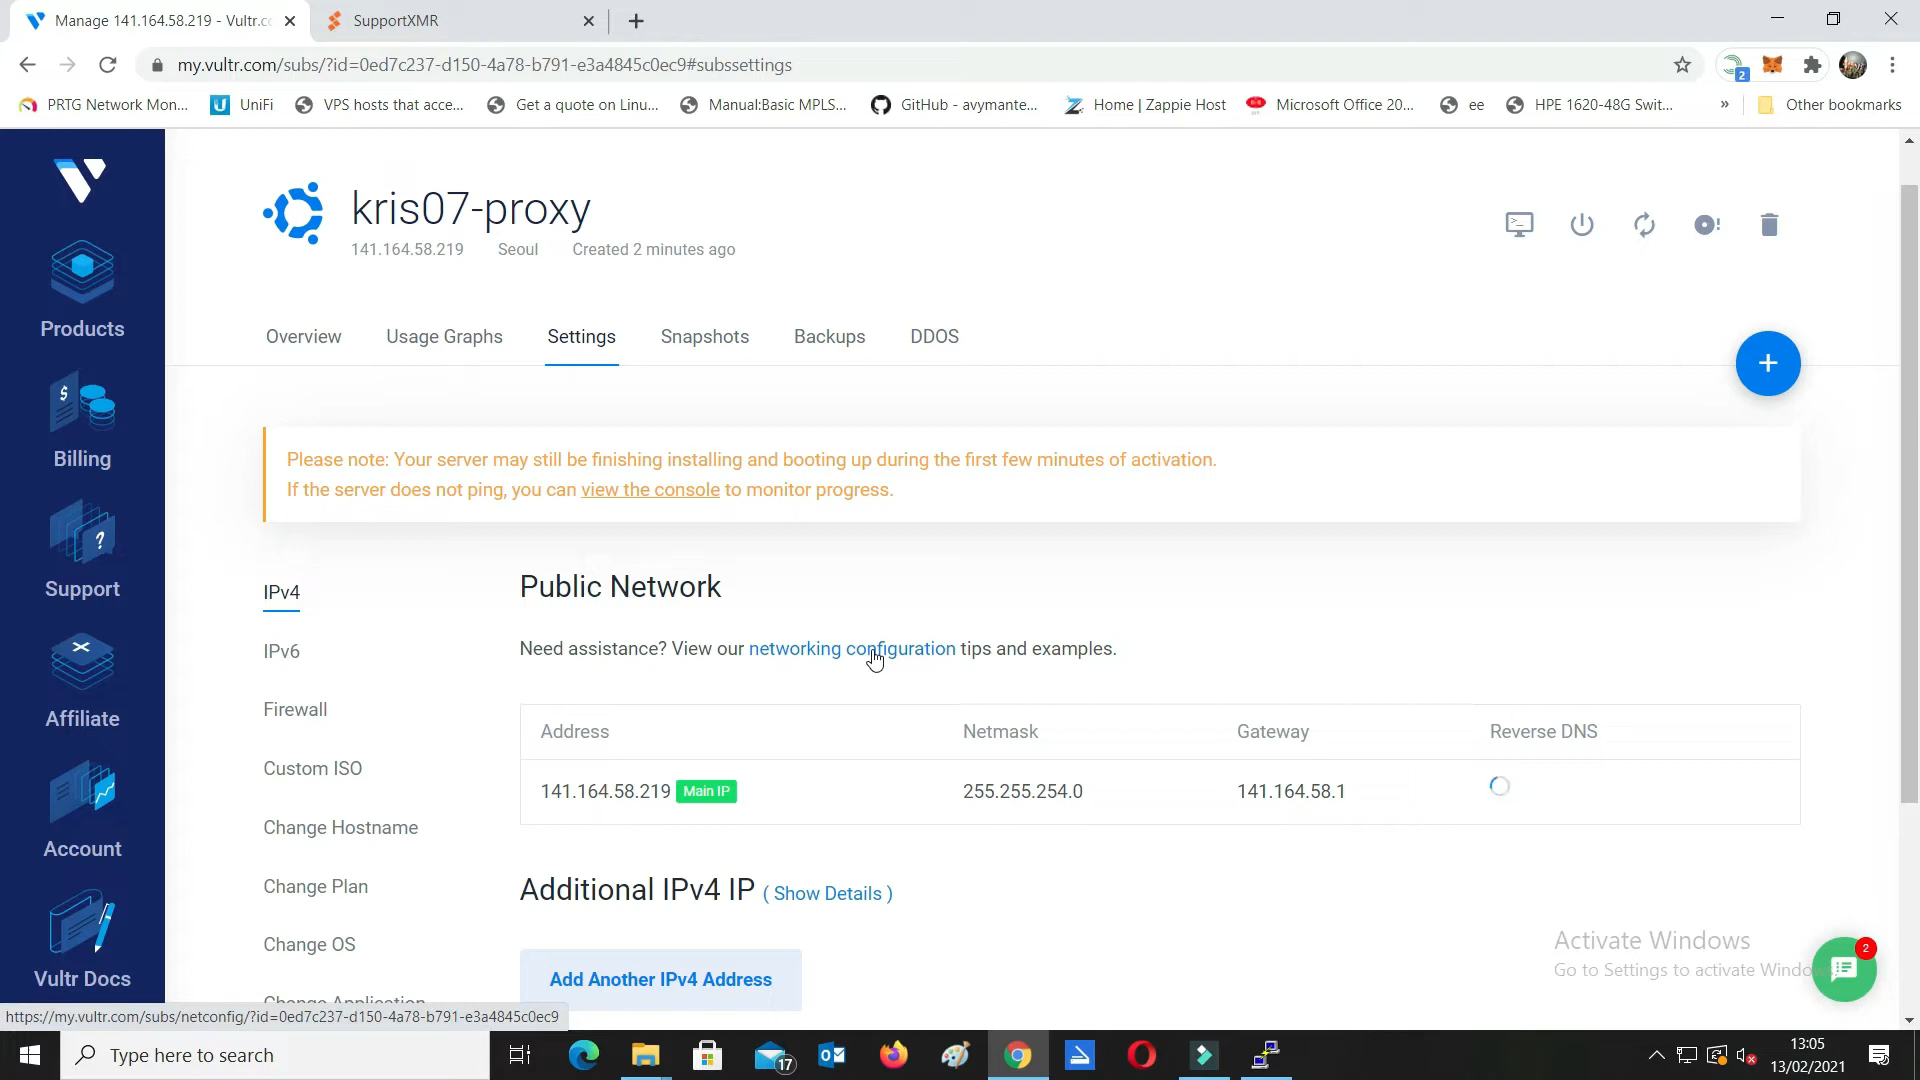 Manage 141.164.58.219 - Vultr.c
SupportXMR
my.vultr.com/subs/?id=0ed7c237-d150-4a78-b791-e3a4845c0ec9#subssettings
2
PRTG Network Mon...
UniFi
VPS hosts that acce...
Get a quote on Linu...
Manual:Basic MPLS...
GitHub - avymante...
Home | Zappie Host
Microsoft Office 20...
ee
HPE 1620-48G Swit...
»
Other bookmarks
kris07-proxy
141.164.58.219 Seoul Created 2 minutes ago
Products
Billing
Support
Affiliate
Account
Vultr Docs
Overview Usage Graphs Settings Snapshots Backups DDOS
+
Please note: Your server may still be finishing installing and booting up during the first few minutes of activation.
If the server does not ping, you can view the console to monitor progress.
IPv4
IPv6
Firewall
Custom ISO
Change Hostname
Change Plan
Change OS
Change Application
Public Network
Need assistance? View our networking configuration tips and examples.
Address Netmask Gateway Reverse DNS
141.164.58.219 Main IP 255.255.254.0 141.164.58.1
Additional IPv4 IP ( Show Details )
Add Another IPv4 Address
Activate Windows
Go to Settings to activate Windo
2
https://my.vultr.com/subs/netconfig/?id=0ed7c237-d150-4a78-b791-e3a4845c0ec9
Type here to search
17
13:05
13/02/2021